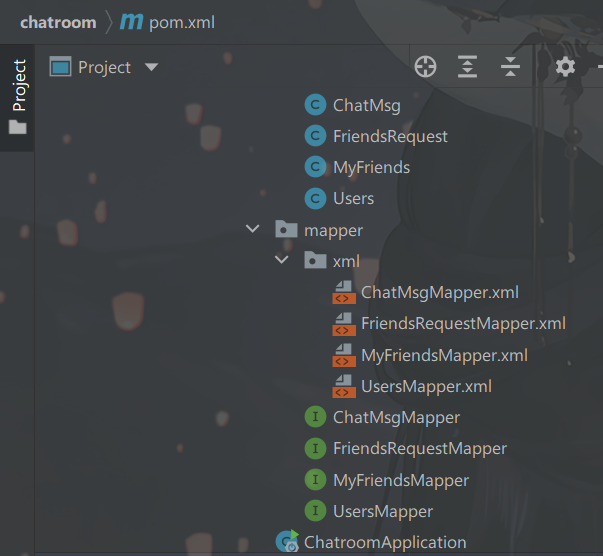 chatroom pom.xml
Project
Project
ChatMsg
FriendsRequest
MyFriends
Users
mapper
xml
ChatMsgMapper.xml
FriendsRequestMapper.xml
MyFriendsMapper.xml
UsersMapper.xml
ChatMsgMapper
FriendsRequestMapper
MyFriendsMapper
UsersMapper
ChatroomApplication